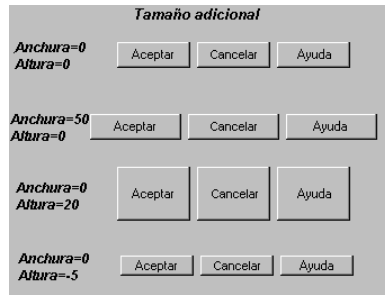 Tamaño adicional
Anchura=0
Altura=0
Aceptar Cancelar Ayuda
Anchura=50
Altura=0
Aceptar Cancelar Ayuda
Anchura=0
Altura=20
Aceptar Cancelar Ayuda
Anchura=0
Altura=-5
Aceptar Cancelar Ayuda